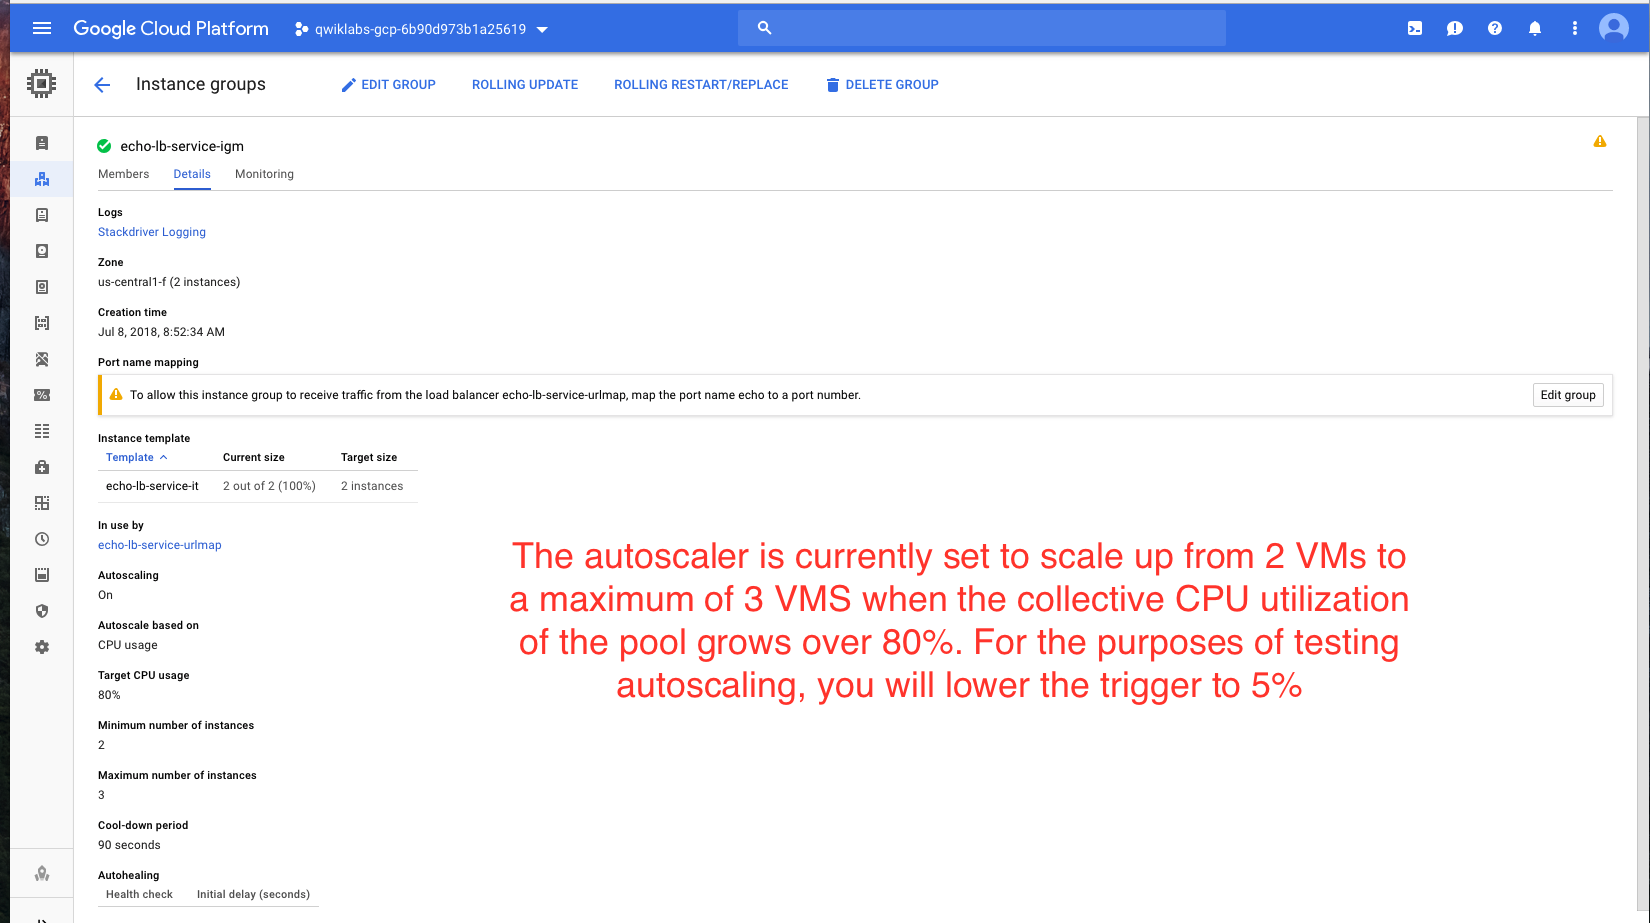 Google Cloud Platform qwiklabs-gcp-6b90d973b1a25619
Instance groups EDIT GROUP ROLLING UPDATE ROLLING RESTART/REPLACE DELETE GROUP
echo-lb-service-igm
Members Details Monitoring
Logs
Stackdriver Logging
Zone
us-central1-f (2 instances)
Creation time
Jul 8, 2018, 8:52:34 AM
Port name mapping
To allow this instance group to receive traffic from the load balancer echo-lb-service-urlmap, map the port name echo to a port number. Edit group
Instance template
Template Current size Target size
echo-lb-service-it 2 out of 2 (100%) 2 instances
In use by
echo-lb-service-urlmap
Autoscaling
On
Autoscale based on
CPU usage
Target CPU usage
80%
Minimum number of instances
2
Maximum number of instances
3
Cool-down period
90 seconds
Autohealing
Health check Initial delay (seconds)
The autoscaler is currently set to scale up from 2 VMs to
a maximum of 3 VMS when the collective CPU utilization
of the pool grows over 80%. For the purposes of testing
autoscaling, you will lower the trigger to 5%